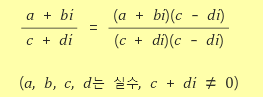 (a + bi)/(c + di) = (a + bi)(c - di)/(c + di)(c - di)
(a, b, c, d는 실수, c + di ≠ 0)